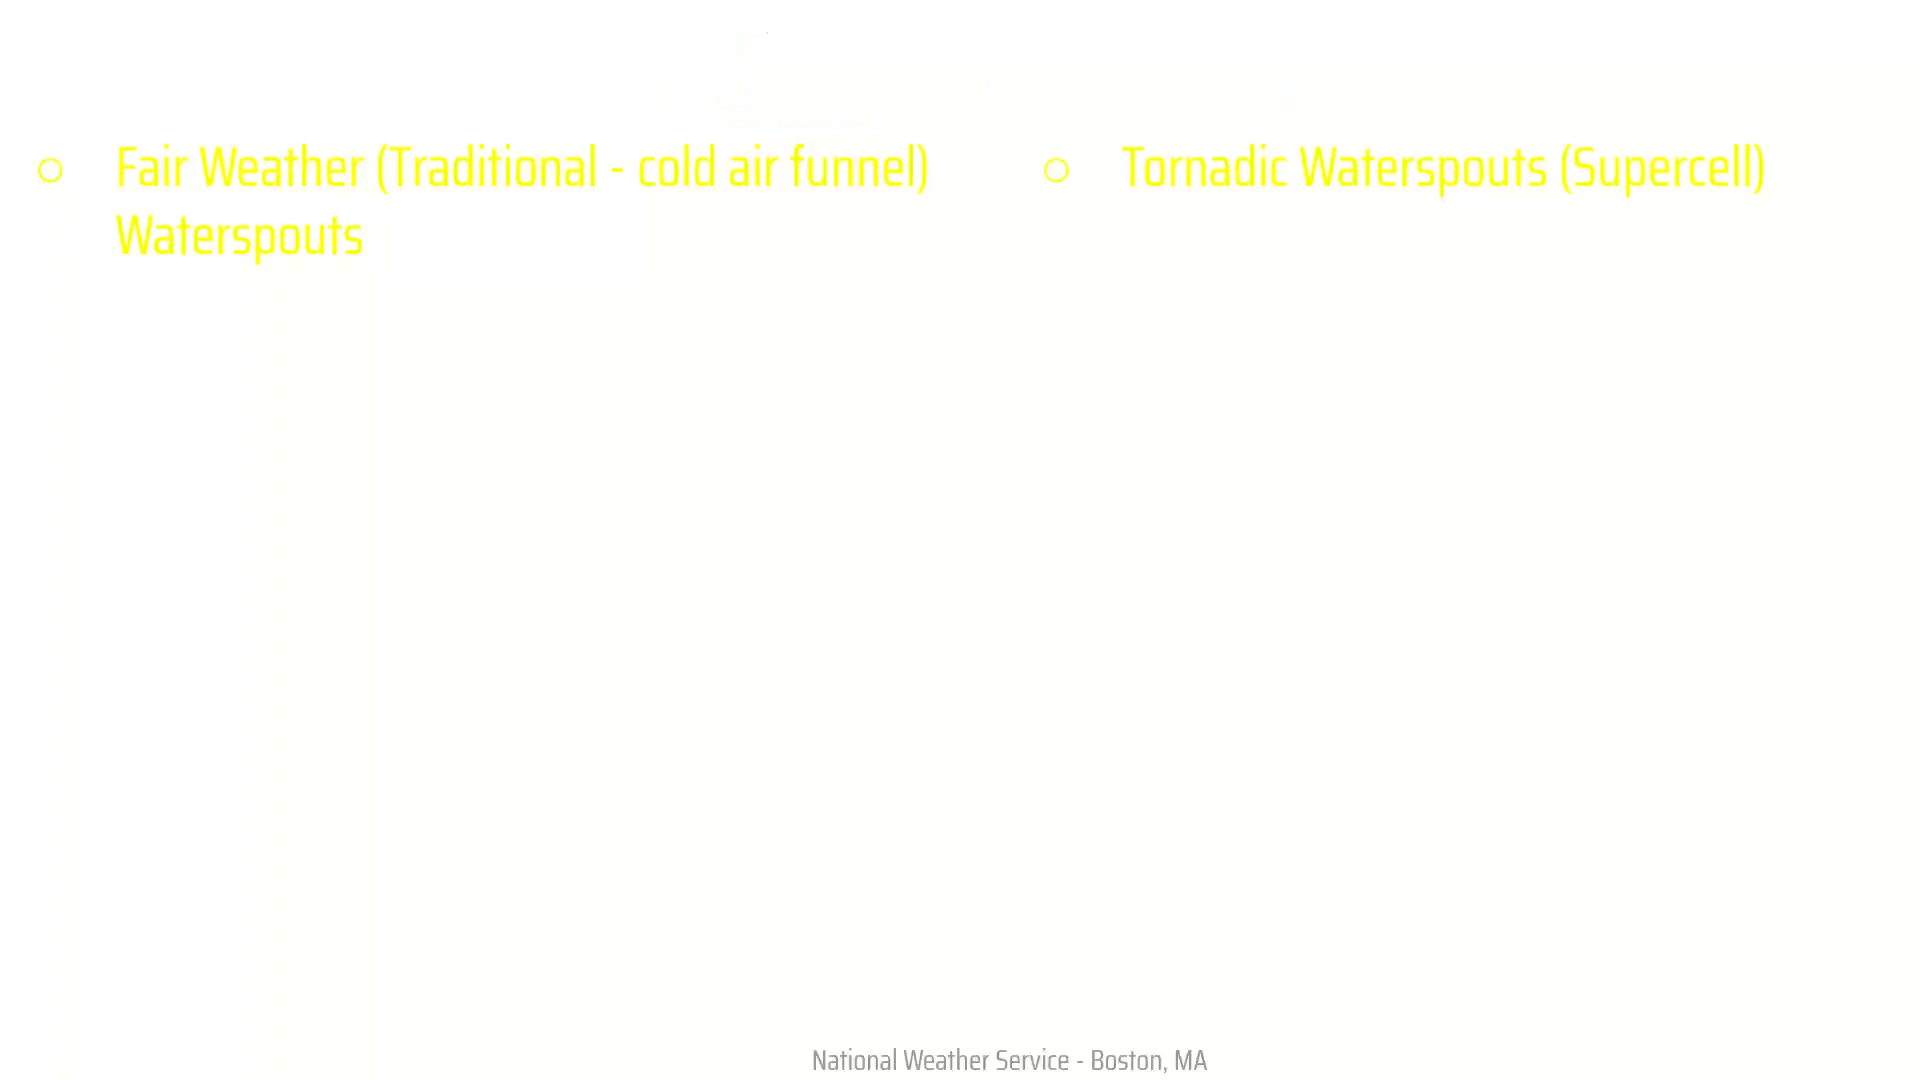 ○ Fair Weather (Traditional - cold air funnel)
Waterspouts
○ Tornadic Waterspouts (Supercell)
National Weather Service - Boston, MA